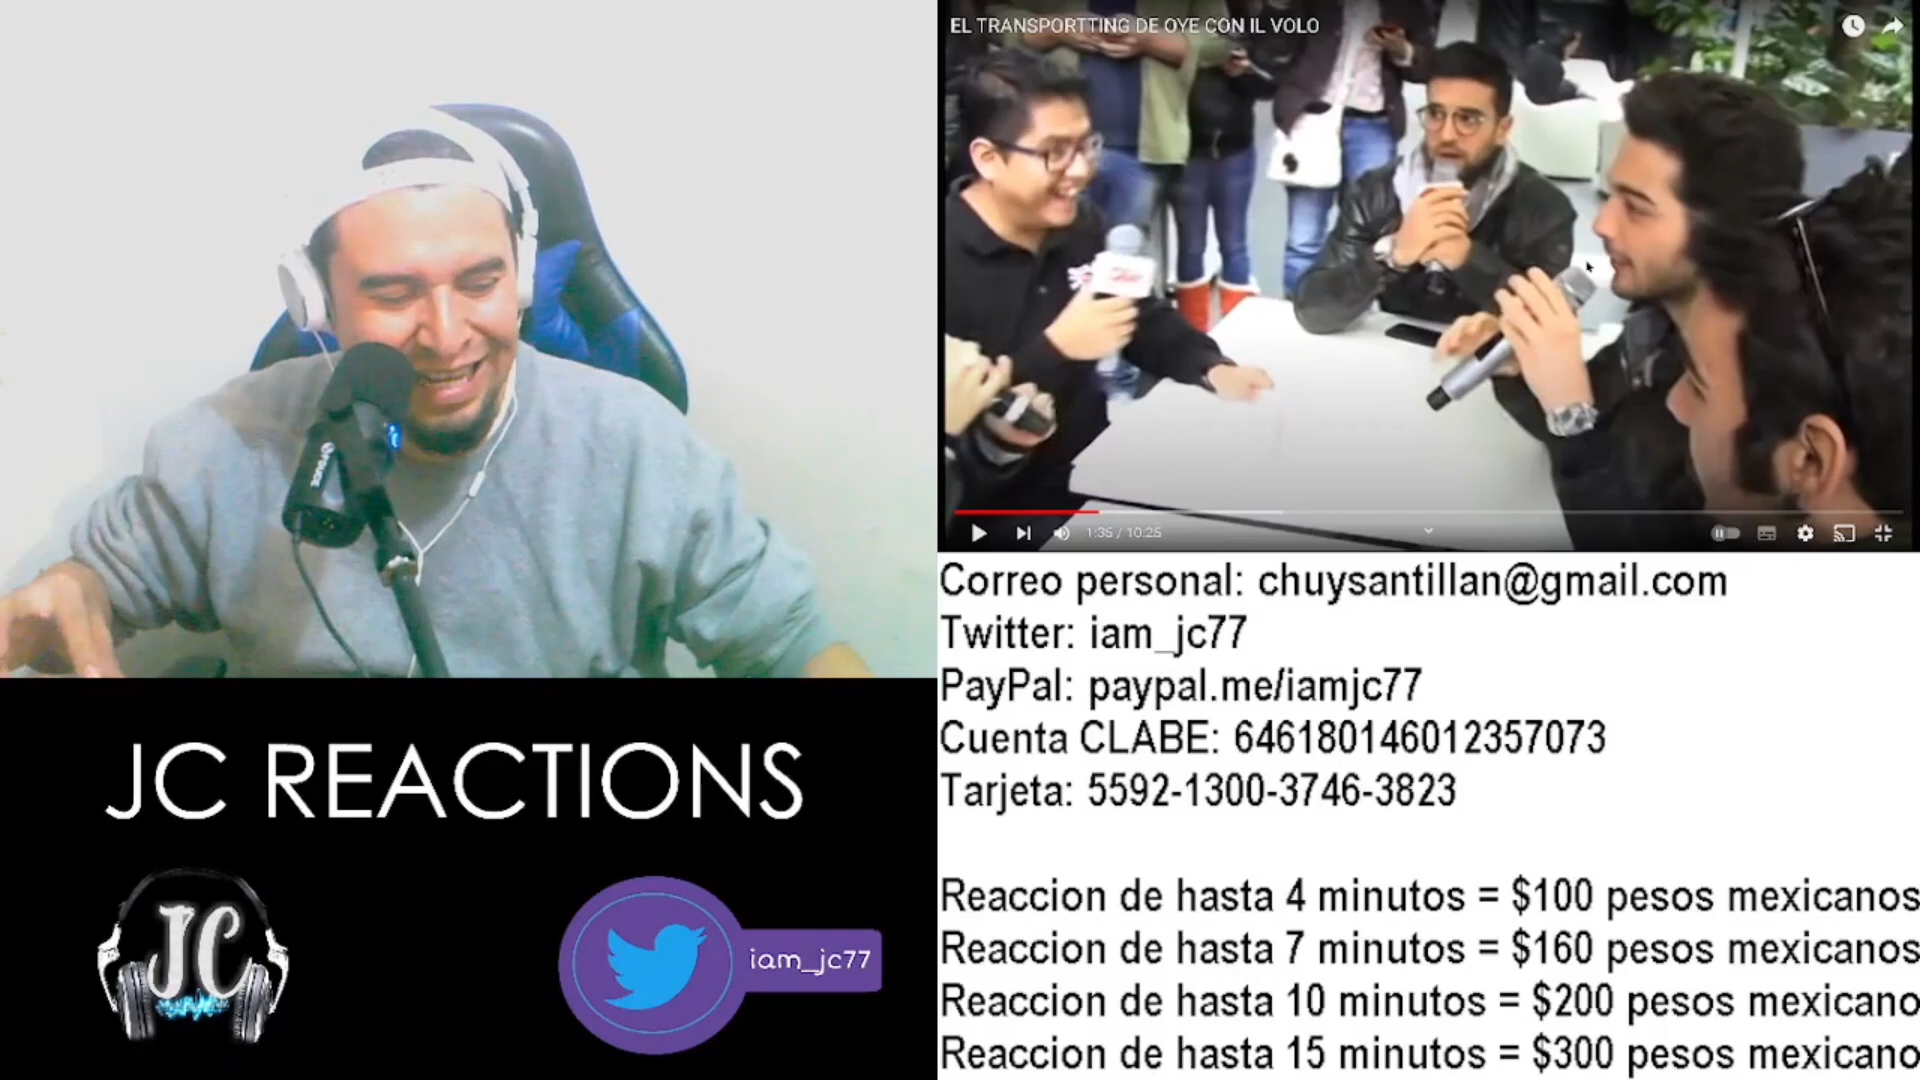 EL TRANSPORTTING DE OYE CON IL VOLO
1:35 / 10:25
Correo personal: chuysantillan@gmail.com
Twitter: iam_jc77
PayPal: paypal.me/iamjc77
Cuenta CLABE: 646180146012357073
Tarjeta: 5592-1300-3746-3823
Reaccion de hasta 4 minutos = $100 pesos mexicanos
Reaccion de hasta 7 minutos = $160 pesos mexicanos
Reaccion de hasta 10 minutos = $200 pesos mexicano
Reaccion de hasta 15 minutos = $300 pesos mexicano
JC REACTIONS
JC
iam_jc77